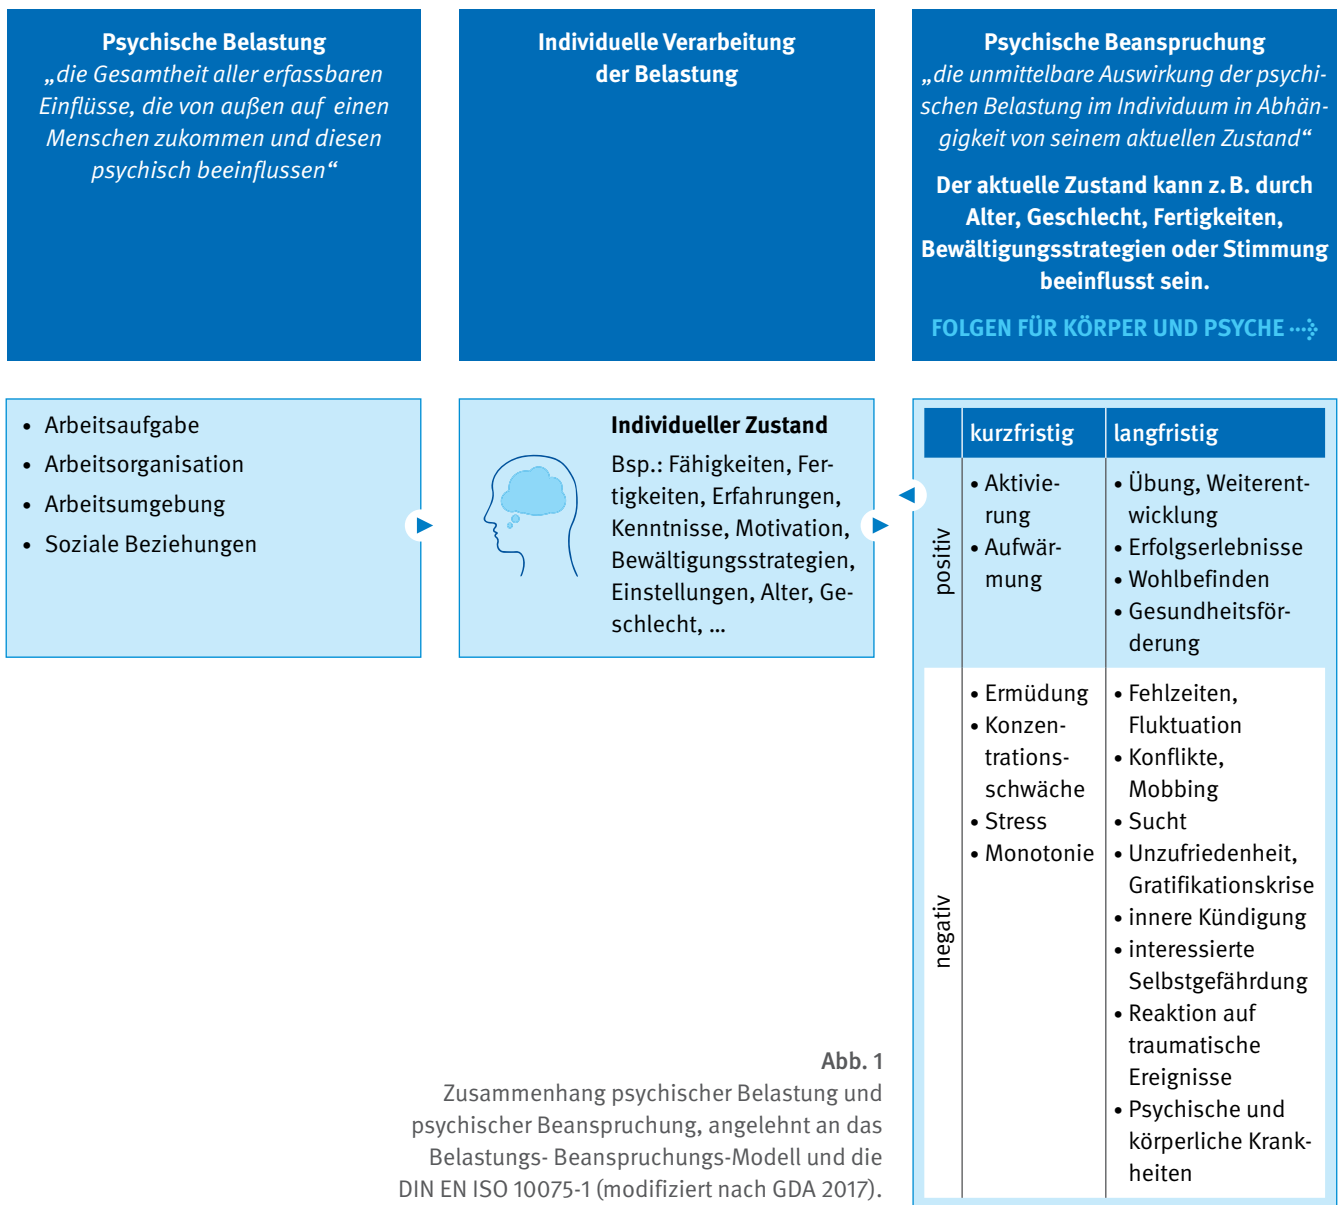 Psychische Belastung
„die Gesamtheit aller erfassbaren
Einflüsse, die von außen auf einen
Menschen zukommen und diesen
psychisch beeinflussen“
Individuelle Verarbeitung
der Belastung
Psychische Beanspruchung
„die unmittelbare Auswirkung der psychi-
schen Belastung im Individuum in Abhän-
gigkeit von seinem aktuellen Zustand“
Der aktuelle Zustand kann z. B. durch
Alter, Geschlecht, Fertigkeiten,
Bewältigungsstrategien oder Stimmung
beeinflusst sein.
FOLGEN FÜR KÖRPER UND PSYCHE
• Arbeitsaufgabe
• Arbeitsorganisation
• Arbeitsumgebung
• Soziale Beziehungen
Individueller Zustand
Bsp.: Fähigkeiten, Fer-
tigkeiten, Erfahrungen,
Kenntnisse, Motivation,
Bewältigungsstrategien,
Einstellungen, Alter, Ge-
schlecht, ...
kurzfristig
langfristig
positiv
• Aktivie-
rung
• Aufwär-
mung
• Übung, Weiterent-
wicklung
• Erfolgserlebnisse
• Wohlbefinden
• Gesundheitsför-
derung
negativ
• Ermüdung
• Konzen-
trations-
schwäche
• Stress
• Monotonie
• Fehlzeiten,
Fluktuation
• Konflikte,
Mobbing
• Sucht
• Unzufriedenheit,
Gratifikationskrise
• innere Kündigung
• interessierte
Selbstgefährdung
• Reaktion auf
traumatische
Ereignisse
• Psychische und
körperliche Krank-
heiten
Abb. 1
Zusammenhang psychischer Belastung und
psychischer Beanspruchung, angelehnt an das
Belastungs- Beanspruchungs-Modell und die
DIN EN ISO 10075-1 (modifiziert nach GDA 2017).